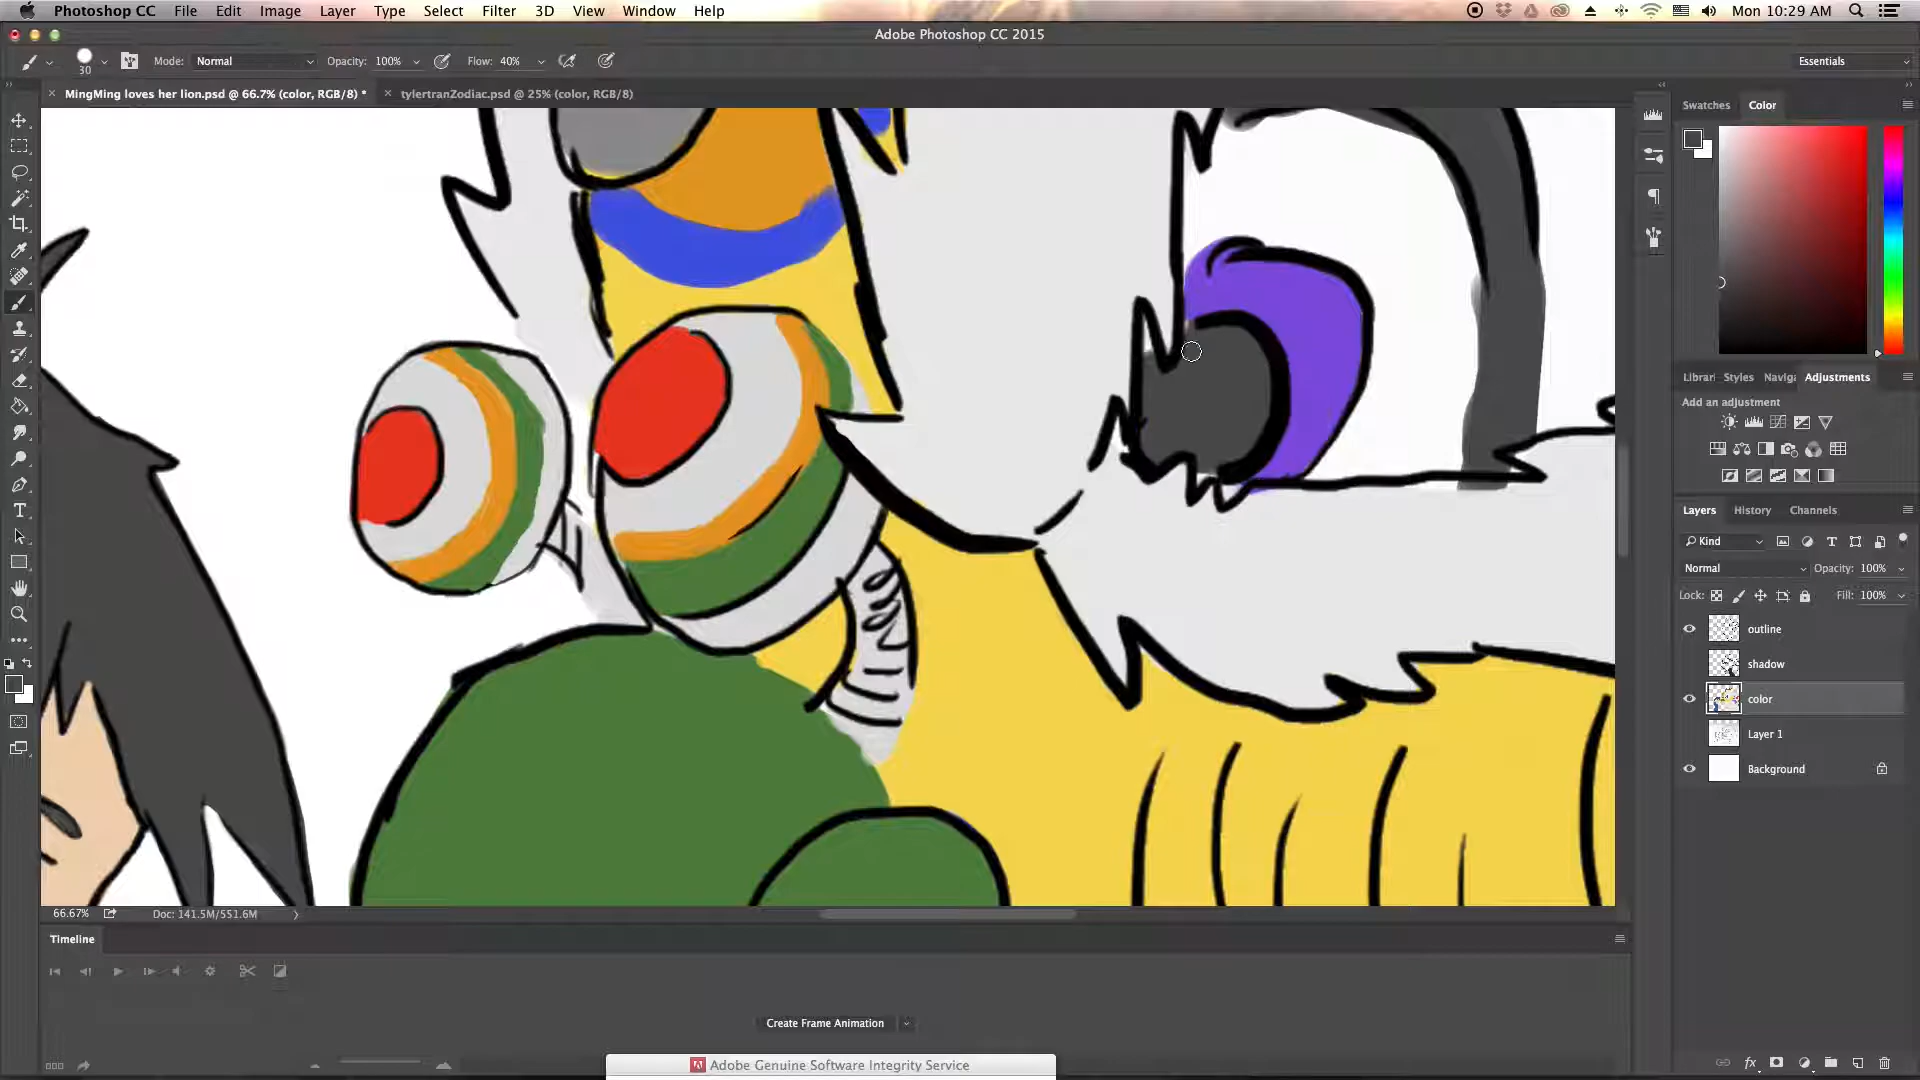 Photoshop CC File Edit Image Layer Type Select Filter 3D View Window Help Mon 10:29 AM
Adobe Photoshop CC 2015
30 Mode: Normal Opacity: 100% Flow: 40% Essentials
MingMing loves her lion.psd @ 66.7% (color, RGB/8) * tylertranZodiac.psd @ 25% (color, RGB/8)
Swatches Color
Librar Styles Naviga Adjustments
Add an adjustment
Layers History Channels
Kind
Normal Opacity: 100%
Lock: Fill: 100%
outline
shadow
color
Layer 1
Background
66.67% Doc: 141.5M/551.6M
Timeline
Create Frame Animation
Adobe Genuine Software Integrity Service